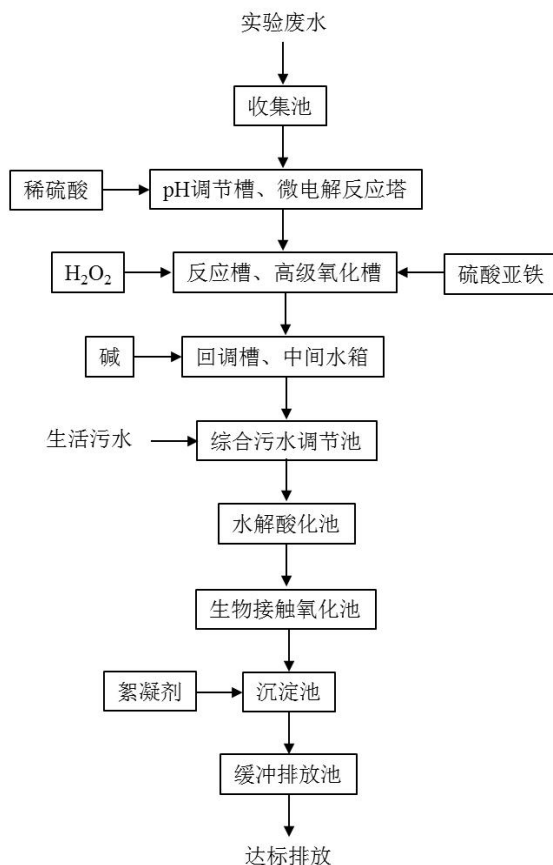 实验废水
收集池
稀硫酸
pH调节槽、微电解反应塔
H₂O₂
反应槽、高级氧化槽
硫酸亚铁
碱
回调槽、中间水箱
生活污水
综合污水调节池
水解酸化池
生物接触氧化池
絮凝剂
沉淀池
缓冲排放池
达标排放